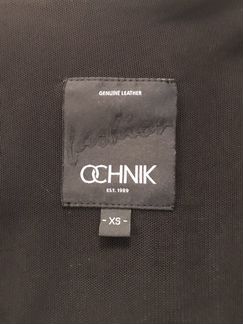 GENUINE LEATHER
OCHNIK
EST. 1989
- XS -